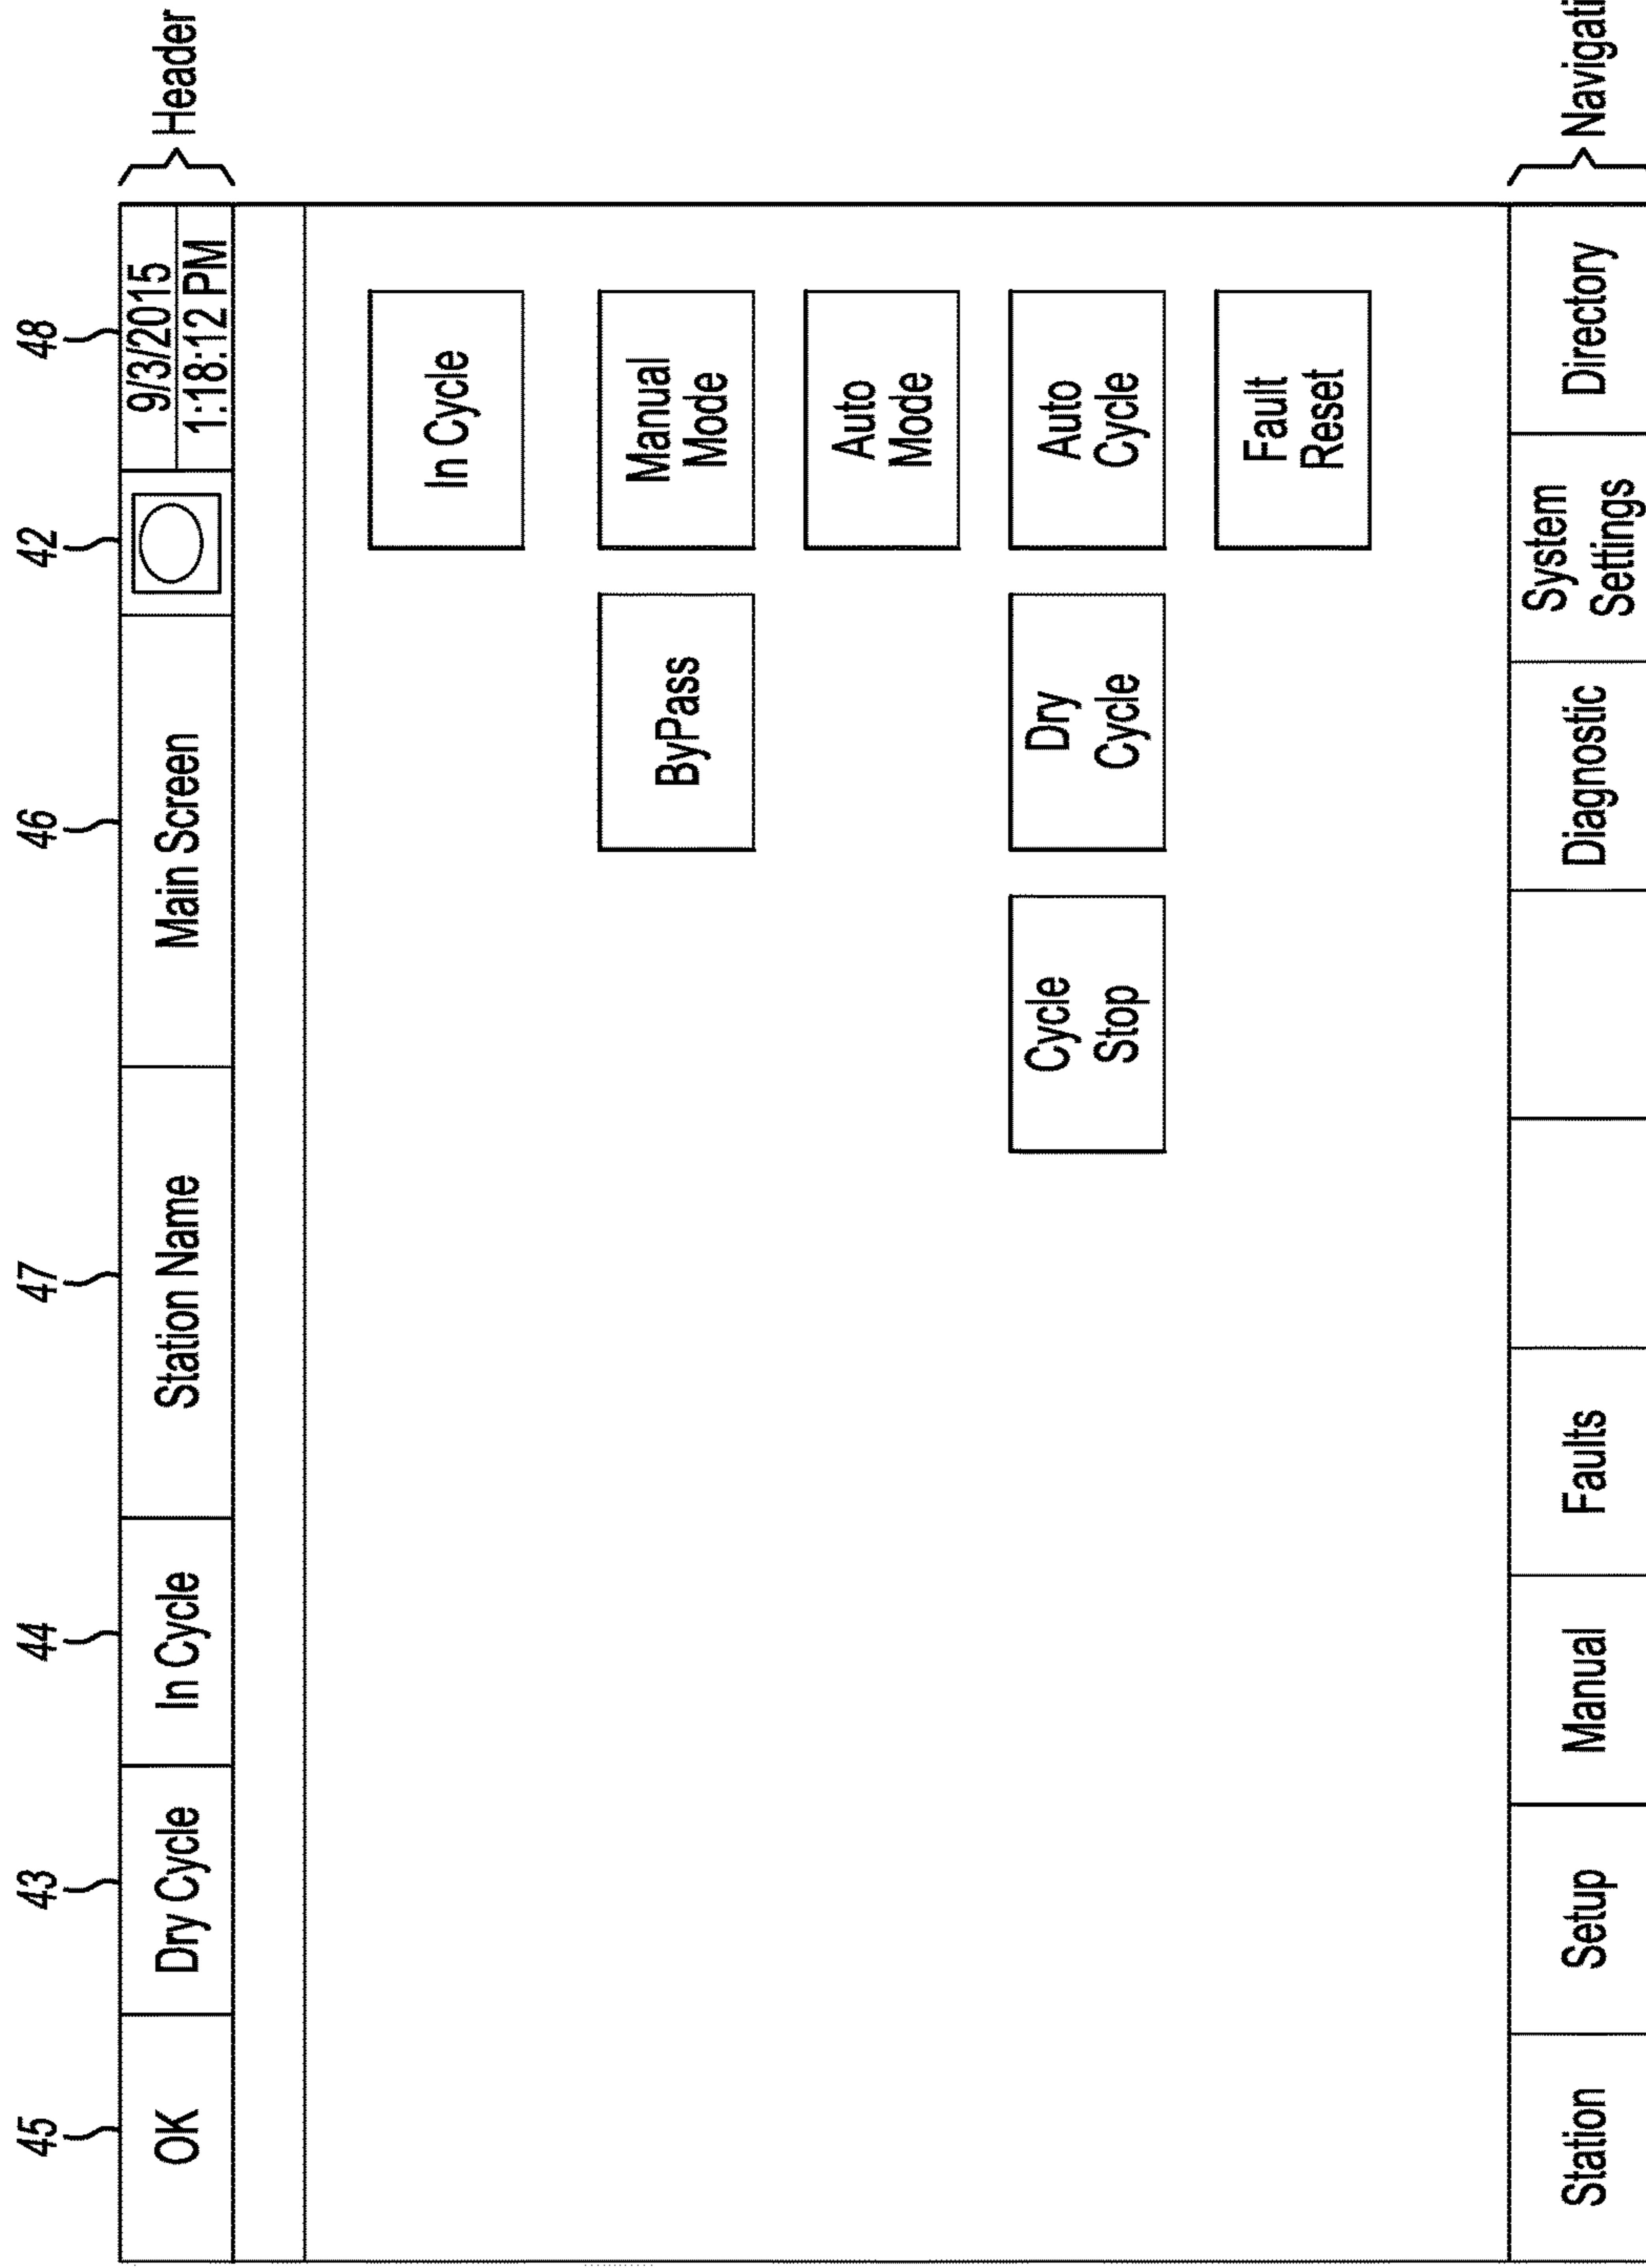 45
43
44
47
46
42
48
OK
Dry Cycle
In Cycle
Station Name
Main Screen
9/3/2015
1:18:12 PM
Header
In Cycle
ByPass
Manual
Mode
Auto
Mode
Cycle
Stop
Dry
Cycle
Auto
Cycle
Fault
Reset
Station
Setup
Manual
Faults
Diagnostic
System
Settings
Directory
Navigati